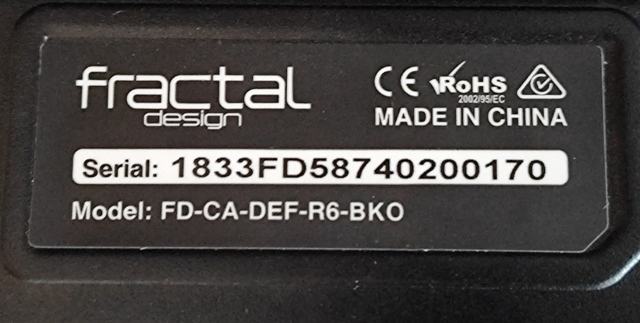 fractal
design
CE RoHS
2002/95/EC
MADE IN CHINA
Serial: 1833FD58740200170
Model: FD-CA-DEF-R6-BKO